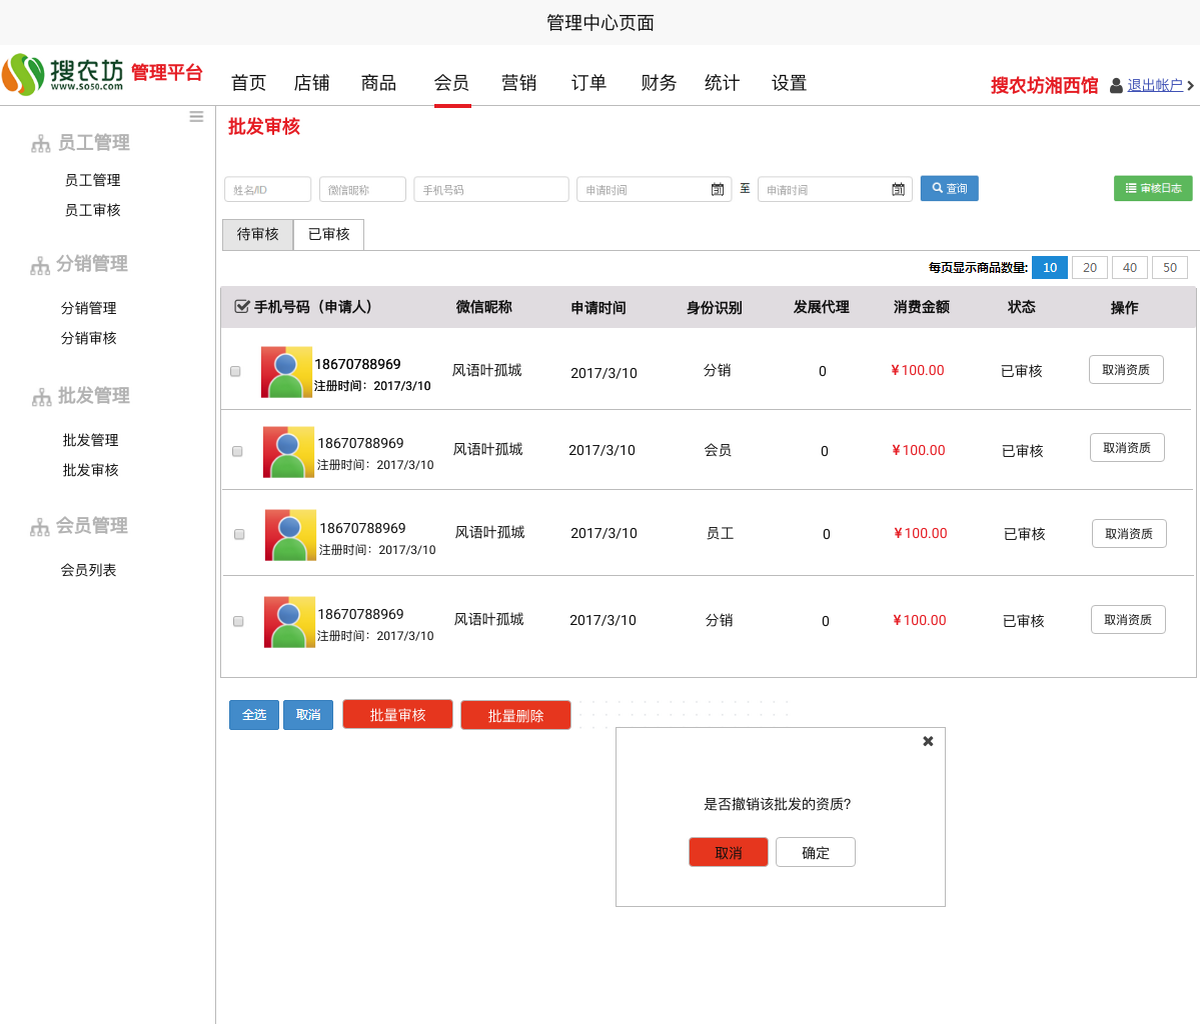 管理中心页面
搜农坊 管理平台
www.so50.com
首页 店铺 商品 会员 营销 订单 财务 统计 设置
搜农坊湘西馆 退出帐户
员工管理
员工管理
员工审核
分销管理
分销管理
分销审核
批发管理
批发管理
批发审核
会员管理
会员列表
批发审核
姓名/ID 微信昵称 手机号码 申请时间 至 申请时间 查询 审核日志
待审核 已审核
每页显示商品数量: 10 20 40 50
手机号码（申请人） 微信昵称 申请时间 身份识别 发展代理 消费金额 状态 操作
18670788969 风语叶孤城 2017/3/10 分销 0 ¥100.00 已审核 取消资质
注册时间：2017/3/10
18670788969 风语叶孤城 2017/3/10 会员 0 ¥100.00 已审核 取消资质
注册时间：2017/3/10
18670788969 风语叶孤城 2017/3/10 员工 0 ¥100.00 已审核 取消资质
注册时间：2017/3/10
18670788969 风语叶孤城 2017/3/10 分销 0 ¥100.00 已审核 取消资质
注册时间：2017/3/10
全选 取消 批量审核 批量删除
是否撤销该批发的资质?
取消 确定